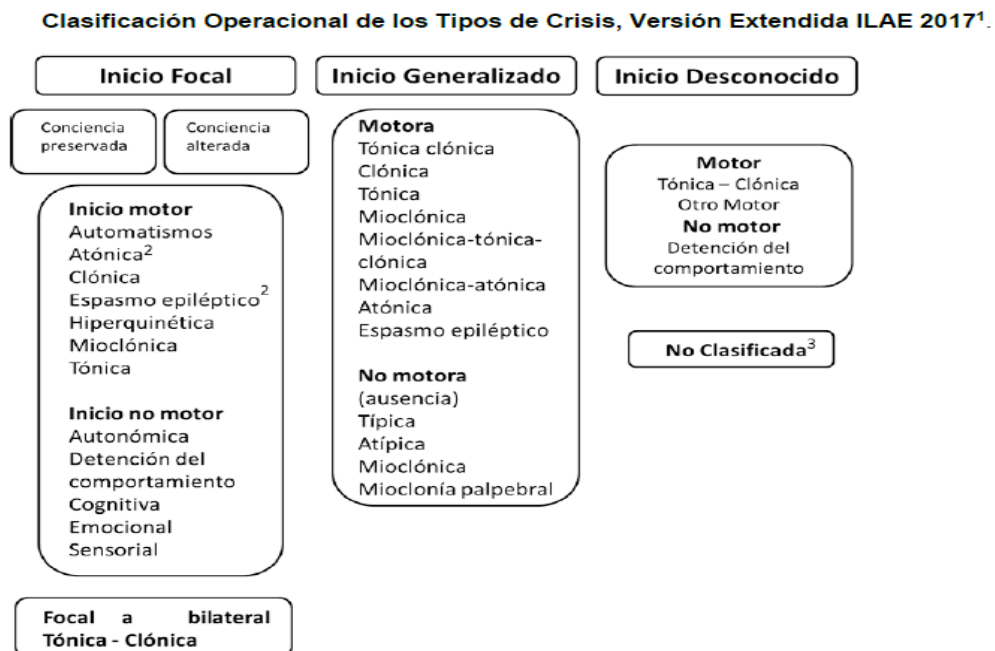 Clasificación Operacional de los Tipos de Crisis, Versión Extendida ILAE 2017¹.
Inicio Focal
Conciencia preservada
Conciencia alterada
Inicio motor
Automatismos
Atónica²
Clónica
Espasmo epiléptico²
Hiperquinética
Mioclónica
Tónica
Inicio no motor
Autonómica
Detención del
comportamiento
Cognitiva
Emocional
Sensorial
Focal a bilateral
Tónica - Clónica
Inicio Generalizado
Motora
Tónica clónica
Clónica
Tónica
Mioclónica
Mioclónica-tónica-
clónica
Mioclónica-atónica
Atónica
Espasmo epiléptico
No motora
(ausencia)
Típica
Atípica
Mioclónica
Mioclonía palpebral
Inicio Desconocido
Motor
Tónica – Clónica
Otro Motor
No motor
Detención del
comportamiento
No Clasificada³